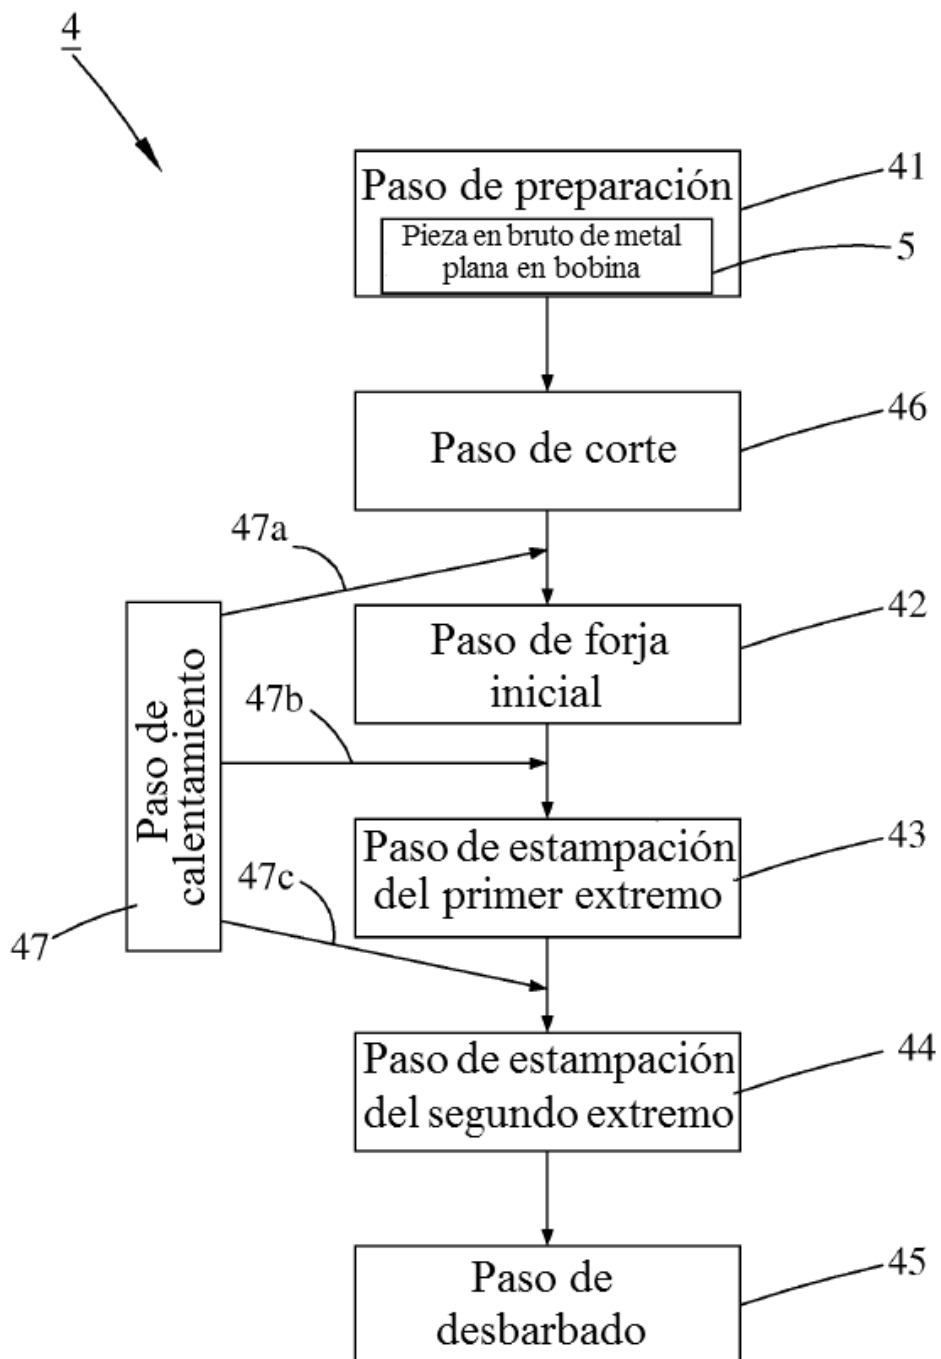 4
Paso de preparación
41
Pieza en bruto de metal
plana en bobina
5
Paso de corte
46
47a
Paso de forja
inicial
42
47b
Paso de
calentamiento
47
Paso de estampación
del primer extremo
43
47c
Paso de estampación
del segundo extremo
44
Paso de
desbarbado
45